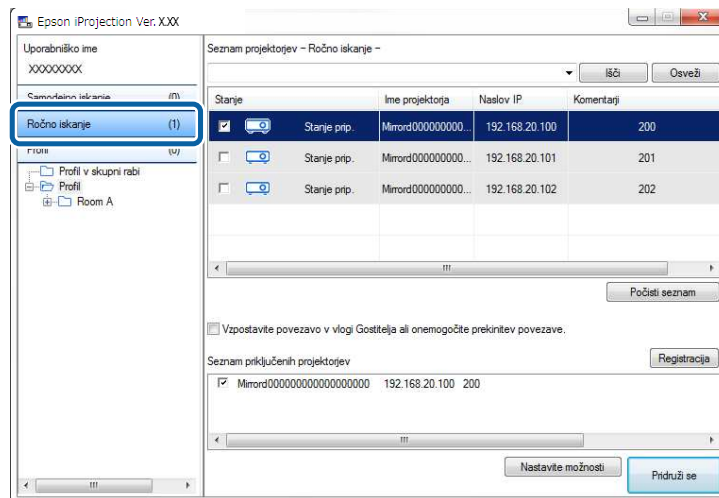 Epson iProjection Ver. X.XX
Uporabniško ime
XXXXXXXX
Samodejno iskanje (0)
Ročno iskanje (1)
Profil (0)
Profil v skupni rabi
Profil
Room A
Seznam projektorjev – Ročno iskanje –
Išči Osveži
Stanje Ime projektorja Naslov IP Komentarji
Stanje prip. Mirrord000000000... 192.168.20.100 200
Stanje prip. Mirrord000000000... 192.168.20.101 201
Stanje prip. Mirrord000000000... 192.168.20.102 202
Počisti seznam
Vzpostavite povezavo v vlogi Gostitelja ali onemogočite prekinitev povezave.
Seznam priključenih projektorjev Registracija
Mirrord000000000000000000 192.168.20.100 200
Nastavite možnosti Pridruži se